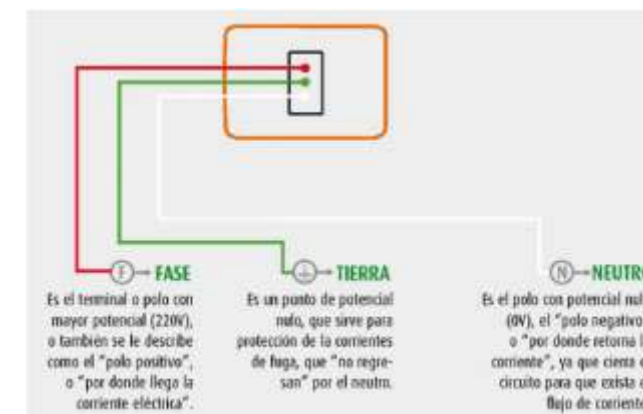 F FASE
Es el terminal o polo con
mayor potencial (220V),
o también se le describe
como el "polo positivo",
o "por donde llega la
corriente eléctrica".
TIERRA
Es un punto de potencial
nulo, que sirve para
protección de la corrientes
de fuga, que "no regre-
san" por el neutro.
N NEUTRO
Es el polo con potencial nul
(0V), el "polo negativo
o "por donde retorna l
corriente", ya que cierra e
circuito para que exista e
flujo de corriente